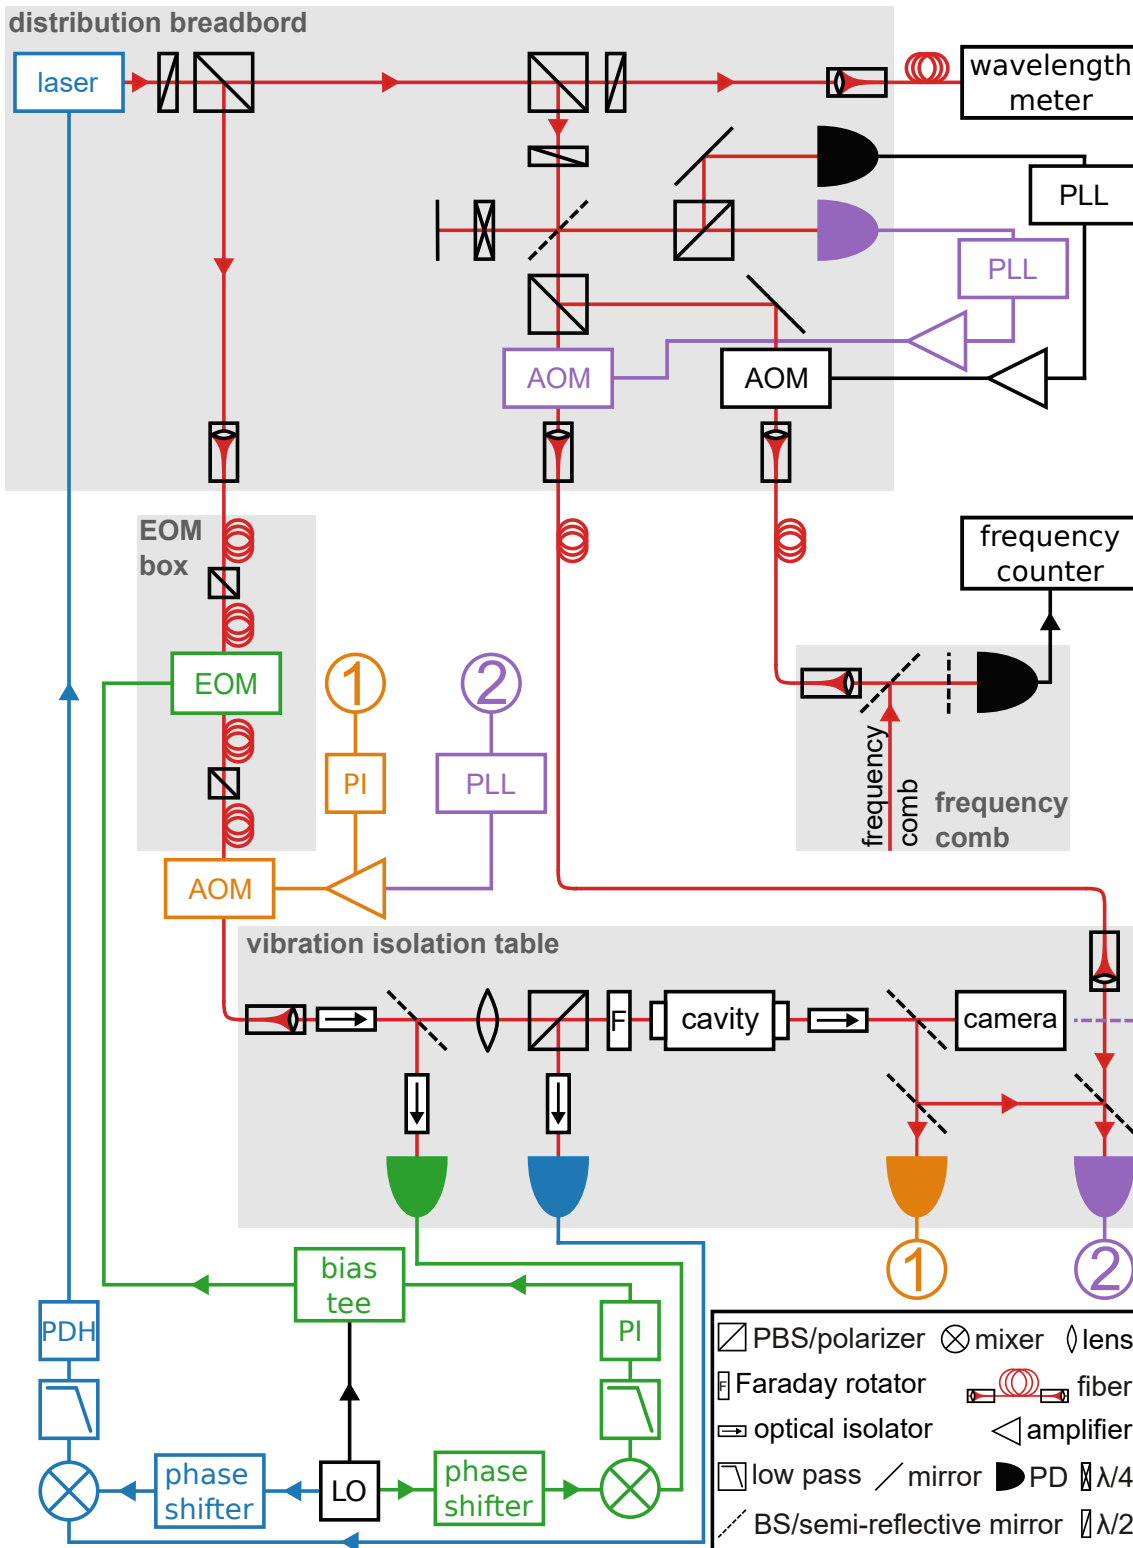 distribution breadbord
laser
wavelength
meter
PLL
PLL
AOM
AOM
EOM
box
frequency
counter
EOM
1
2
PI
PLL
frequency
comb
frequency
comb
AOM
vibration isolation table
F
cavity
camera
1
2
bias
tee
PDH
PI
phase
shifter
LO
phase
shifter
PBS/polarizer
mixer
lens
F
Faraday rotator
fiber
optical isolator
amplifier
low pass
mirror
PD
λ/4
BS/semi-reflective mirror
λ/2